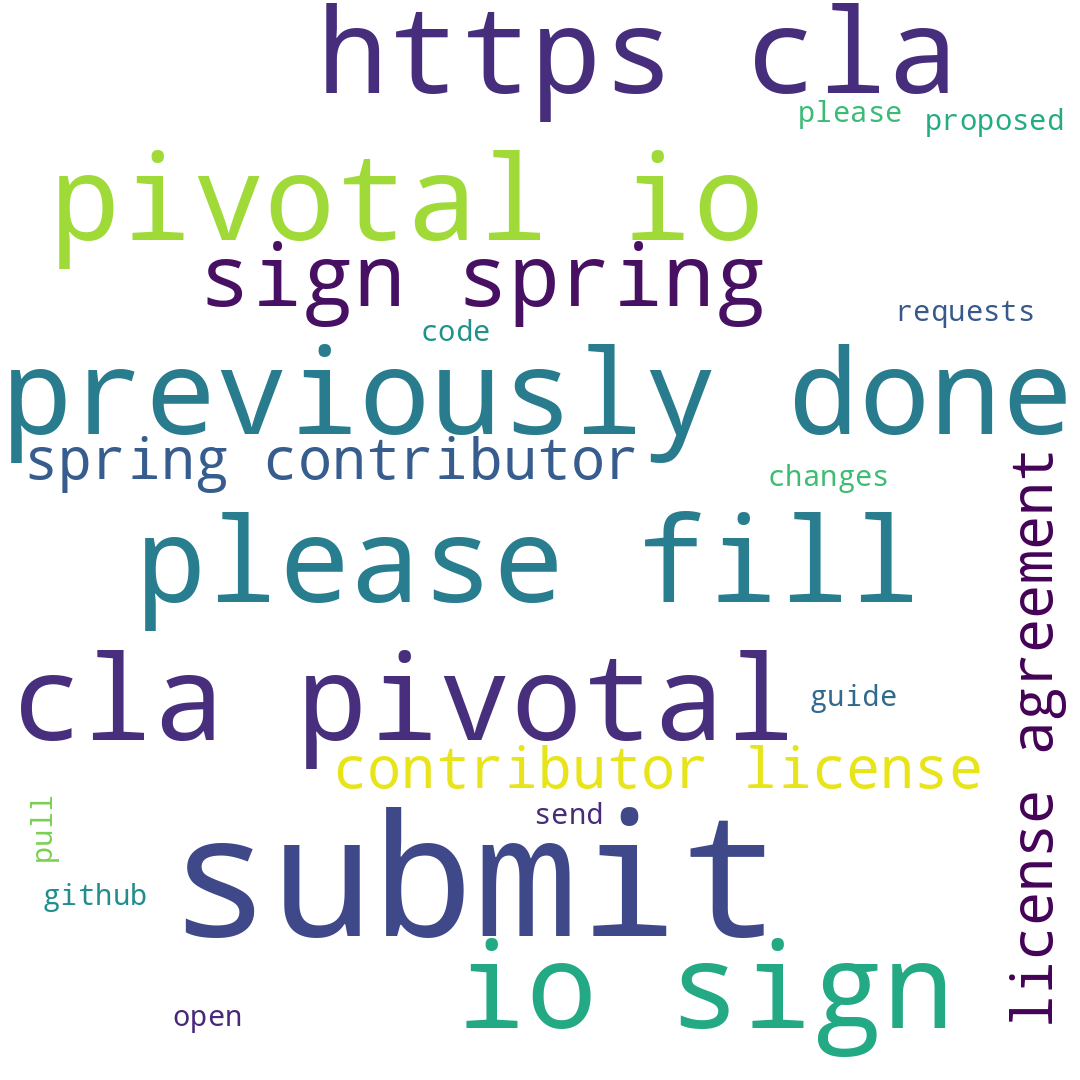 https cla
please
proposed
pivotal io
sign spring
requests
code
previously done
spring contributor
changes
license agreement
please fill
cla pivotal
guide
contributor license
pull
send
submit
github
io sign
open